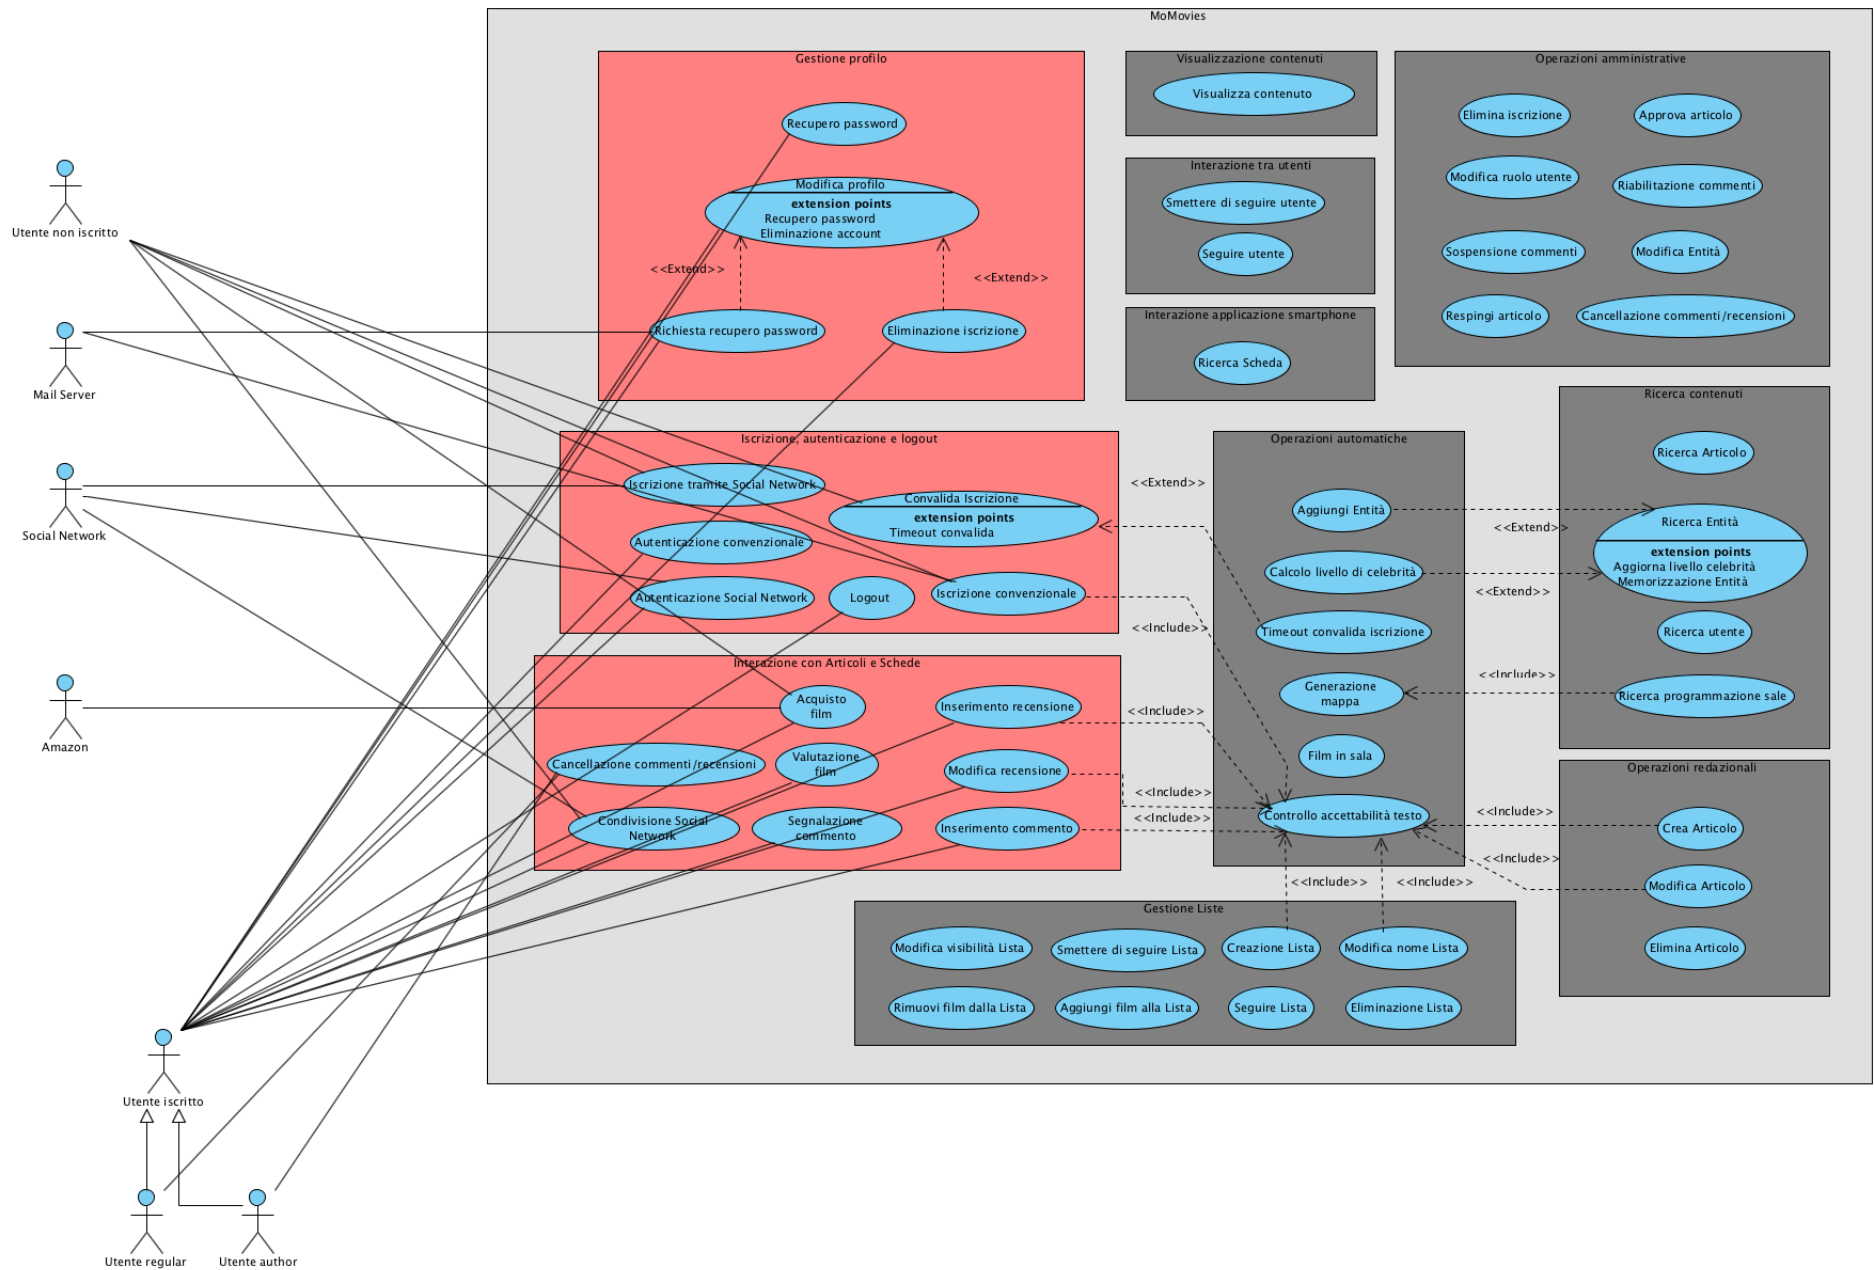 MoMovies
Gestione profilo
Recupero password
Modifica profilo
extension points
Recupero password
Eliminazione account
<<Extend>>
<<Extend>>
Richiesta recupero password
Eliminazione iscrizione
Visualizzazione contenuti
Visualizza contenuto
Interazione tra utenti
Smettere di seguire utente
Seguire utente
Interazione applicazione smartphone
Ricerca Scheda
Operazioni amministrative
Elimina iscrizione
Approva articolo
Modifica ruolo utente
Riabilitazione commenti
Sospensione commenti
Modifica Entità
Respingi articolo
Cancellazione commenti/recensioni
Utente non iscritto
Mail Server
Social Network
Amazon
Iscrizione, autenticazione e logout
Iscrizione tramite Social Network
Convalida Iscrizione
extension points
Timeout convalida
Autenticazione convenzionale
Autenticazione Social Network
Logout
Iscrizione convenzionale
<<Extend>>
<<Include>>
Operazioni automatiche
Aggiungi Entità
Calcolo livello di celebrità
Timeout convalida iscrizione
Generazione
mappa
Film in sala
Controllo accettabilità testo
<<Extend>>
<<Extend>>
<<Include>>
Ricerca contenuti
Ricerca Articolo
Ricerca Entità
extension points
Aggiorna livello celebrità
Memorizzazione Entità
Ricerca utente
Ricerca programmazione sale
Interazione con Articoli e Schede
Acquisto
film
Inserimento recensione
Cancellazione commenti/recensioni
Valutazione
film
Modifica recensione
Condivisione Social
Network
Segnalazione
commento
Inserimento commento
<<Include>>
<<Include>>
<<Include>>
Operazioni redazionali
Crea Articolo
Modifica Articolo
Elimina Articolo
<<Include>>
<<Include>>
<<Include>>
<<Include>>
Gestione Liste
Modifica visibilità Lista
Smettere di seguire Lista
Creazione Lista
Modifica nome Lista
Rimuovi film dalla Lista
Aggiungi film alla Lista
Seguire Lista
Eliminazione Lista
Utente iscritto
Utente regular
Utente author